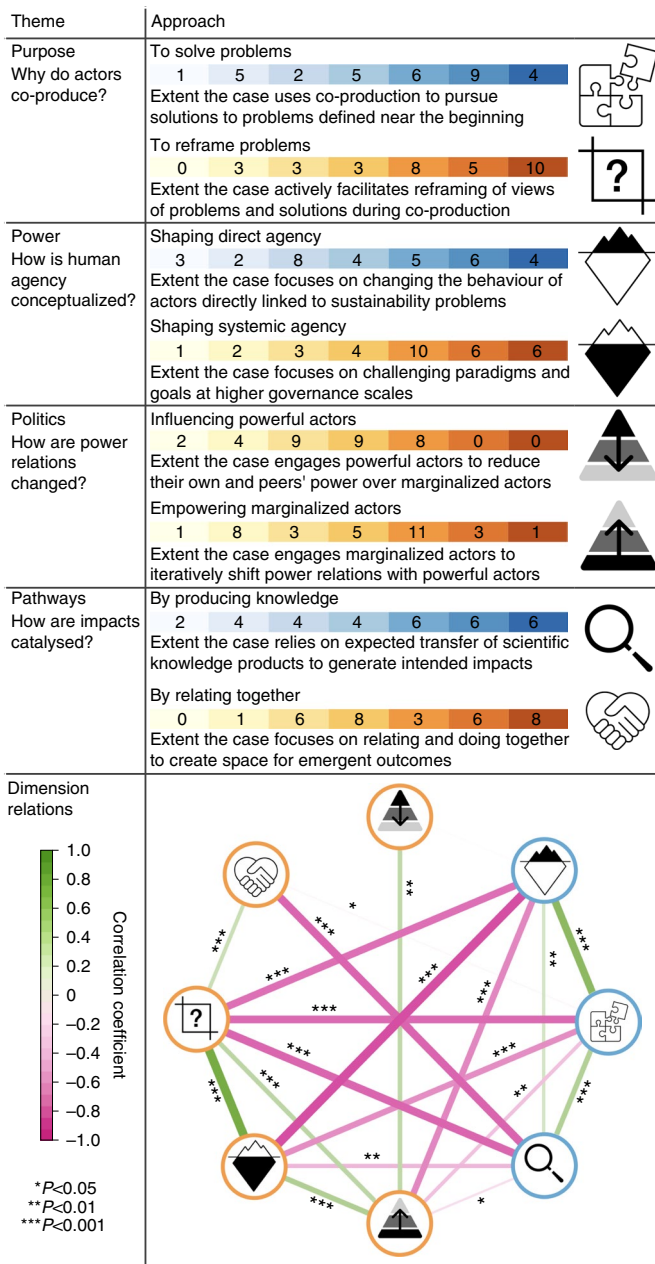 Theme Approach
Purpose
Why do actors
co-produce?
To solve problems
1 5 2 5 6 9 4
Extent the case uses co-production to pursue
solutions to problems defined near the beginning
To reframe problems
0 3 3 3 8 5 10
Extent the case actively facilitates reframing of views
of problems and solutions during co-production
?
Power
How is human
agency
conceptualized?
Shaping direct agency
3 2 8 4 5 6 4
Extent the case focuses on changing the behaviour of
actors directly linked to sustainability problems
Shaping systemic agency
1 2 3 4 10 6 6
Extent the case focuses on challenging paradigms and
goals at higher governance scales
Politics
How are power
relations
changed?
Influencing powerful actors
2 4 9 9 8 0 0
Extent the case engages powerful actors to reduce
their own and peers' power over marginalized actors
Empowering marginalized actors
1 8 3 5 11 3 1
Extent the case engages marginalized actors to
iteratively shift power relations with powerful actors
Pathways
How are impacts
catalysed?
By producing knowledge
2 4 4 4 6 6 6
Extent the case relies on expected transfer of scientific
knowledge products to generate intended impacts
By relating together
0 1 6 8 3 6 8
Extent the case focuses on relating and doing together
to create space for emergent outcomes
Dimension
relations
1.0
0.8
0.6
0.4
0.2
0
−0.2
−0.4
−0.6
−0.8
−1.0
Correlation coefficient
*P<0.05
**P<0.01
***P<0.001
**
*
***
***
***
***
***
**
***
***
?
***
***
***
***
**
***
**
***
*